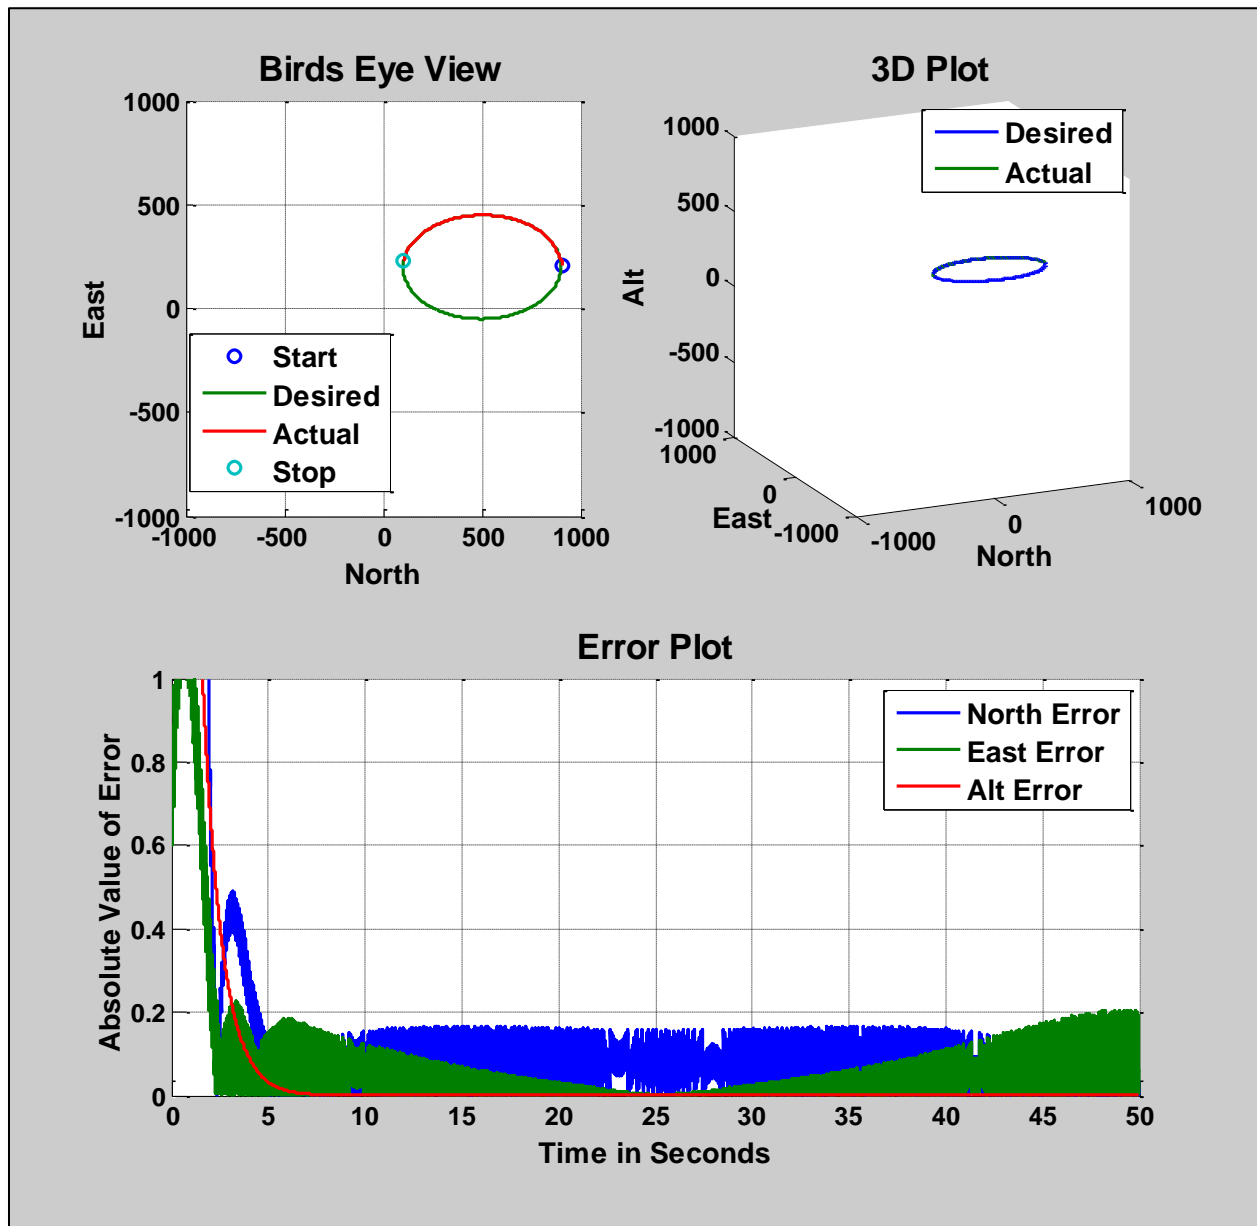 Birds Eye View
1000
500
0
-500
-1000
East
-1000 -500 0 500 1000
North
Start
Desired
Actual
Stop
3D Plot
1000
500
0
-500
-1000
Alt
1000
0
-1000
East
-1000
0
1000
North
Desired
Actual
Error Plot
1
0.8
0.6
0.4
0.2
0
Absolute Value of Error
0 5 10 15 20 25 30 35 40 45 50
Time in Seconds
North Error
East Error
Alt Error